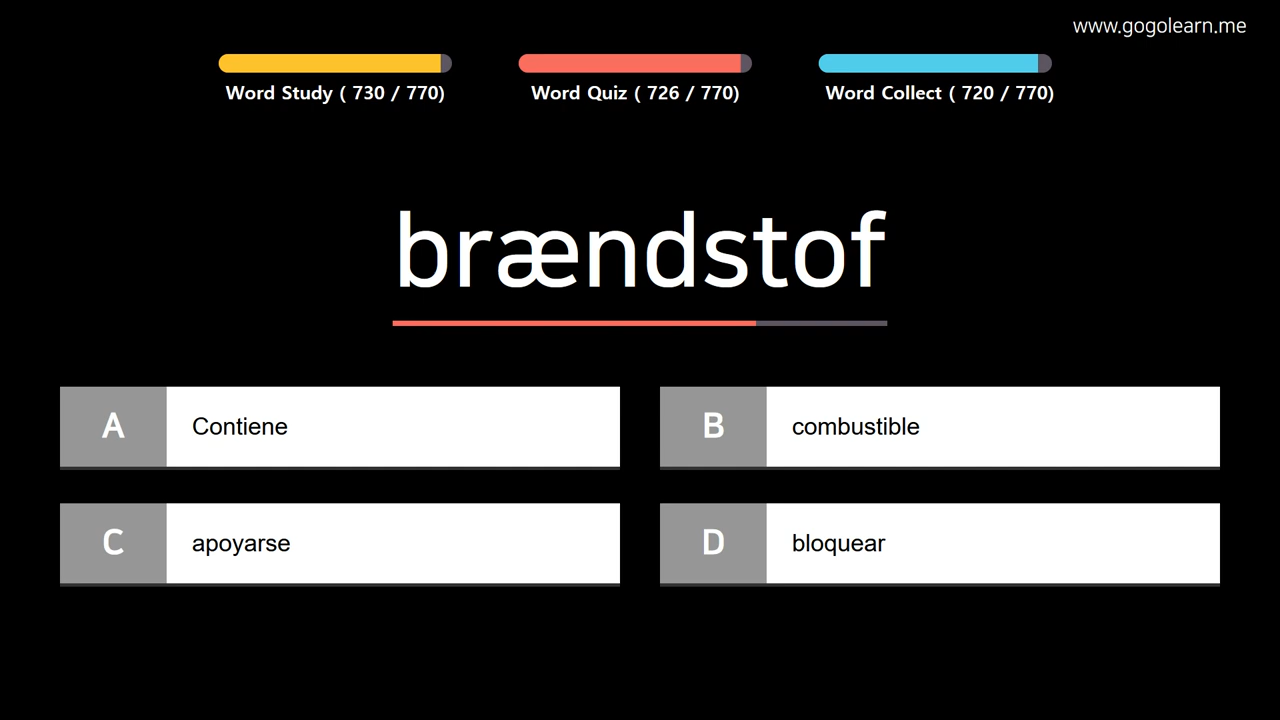 www.gogolearn.me
Word Study ( 730 / 770)
Word Quiz ( 726 / 770)
Word Collect ( 720 / 770)
brændstof
A Contiene
B combustible
C apoyarse
D bloquear